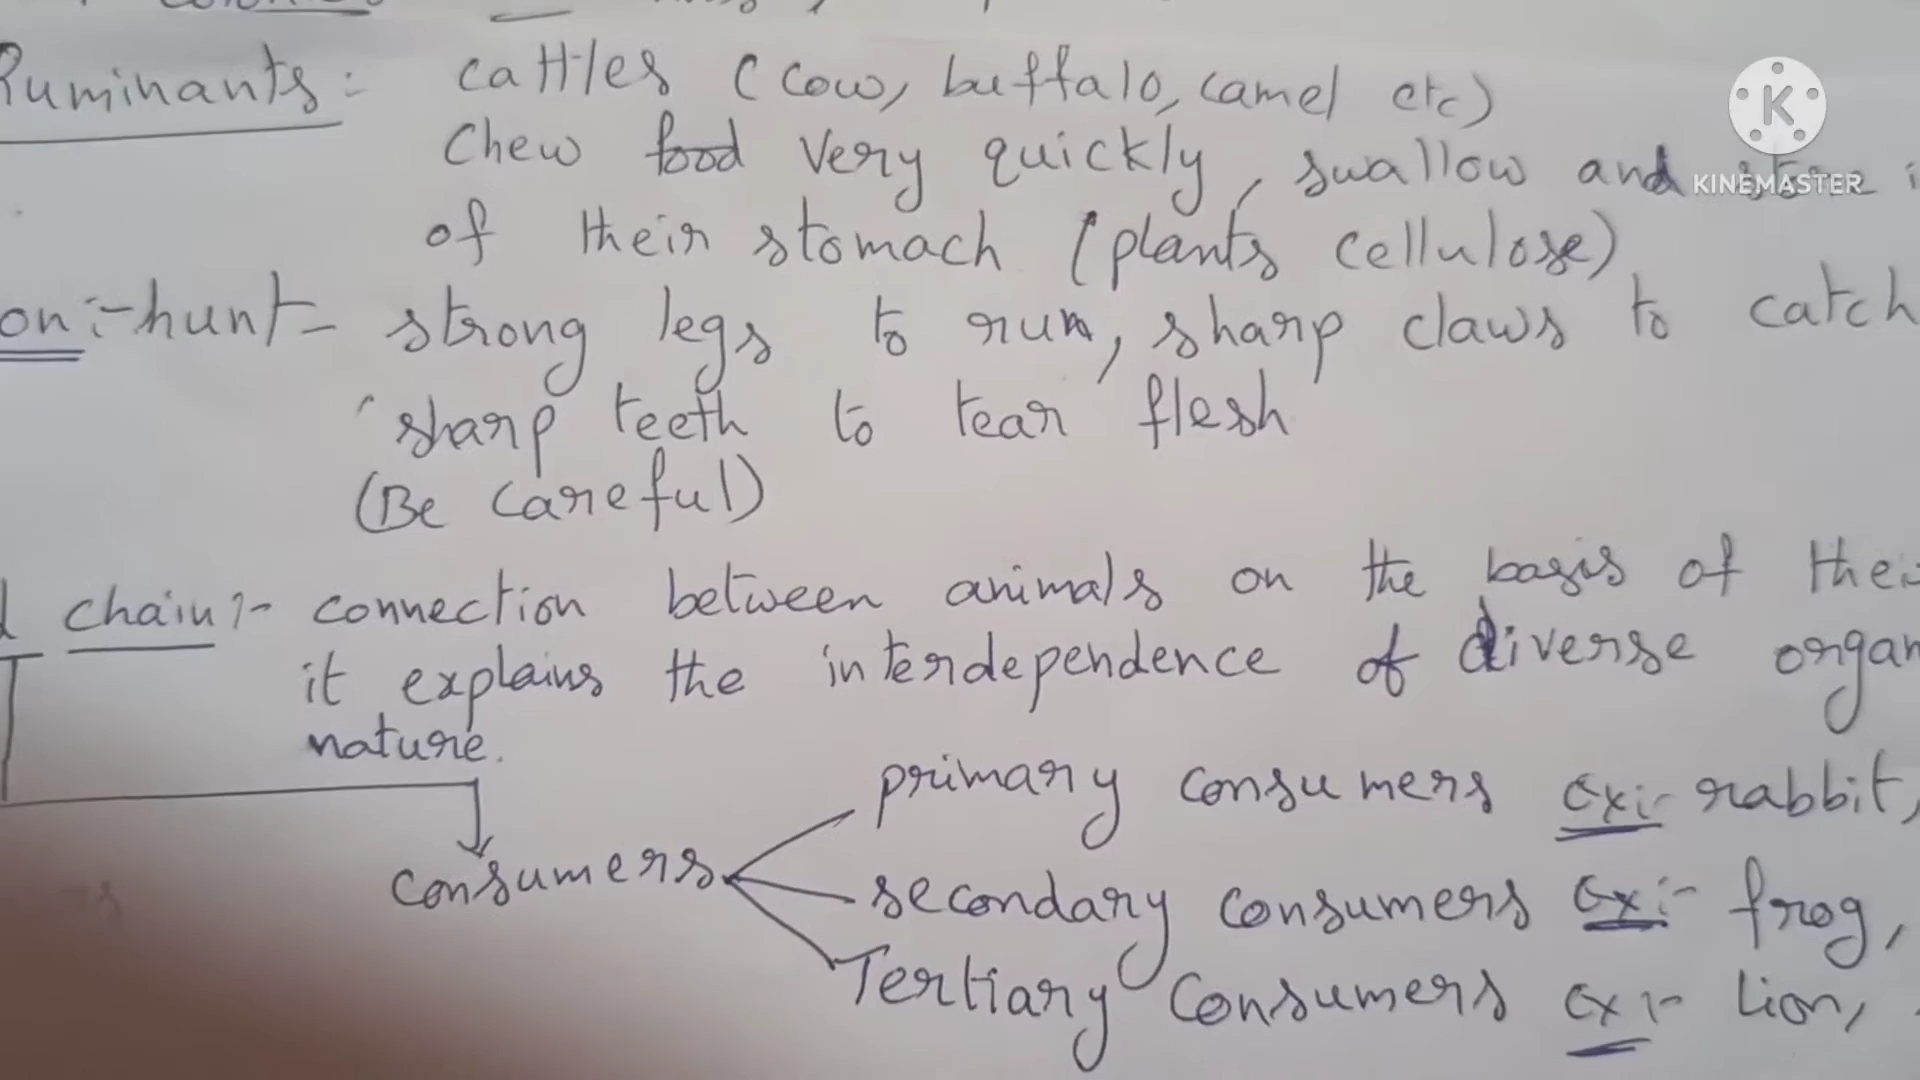 Ruminants: cattles (cow, buffalo, camel etc)
Chew food very quickly, swallow and store
of their stomach (plants cellulose)
on:- hunt - strong legs to run, sharp claws to catch
sharp teeth to tear flesh
(Be careful)
chain:- connection between animals on the basis of their
it explains the interdependence of diverse organ
nature.
primary consumers ex:- rabbit,
consumers
secondary consumers ex:- frog,
Tertiary consumers ex:- lion,
KINEMASTER